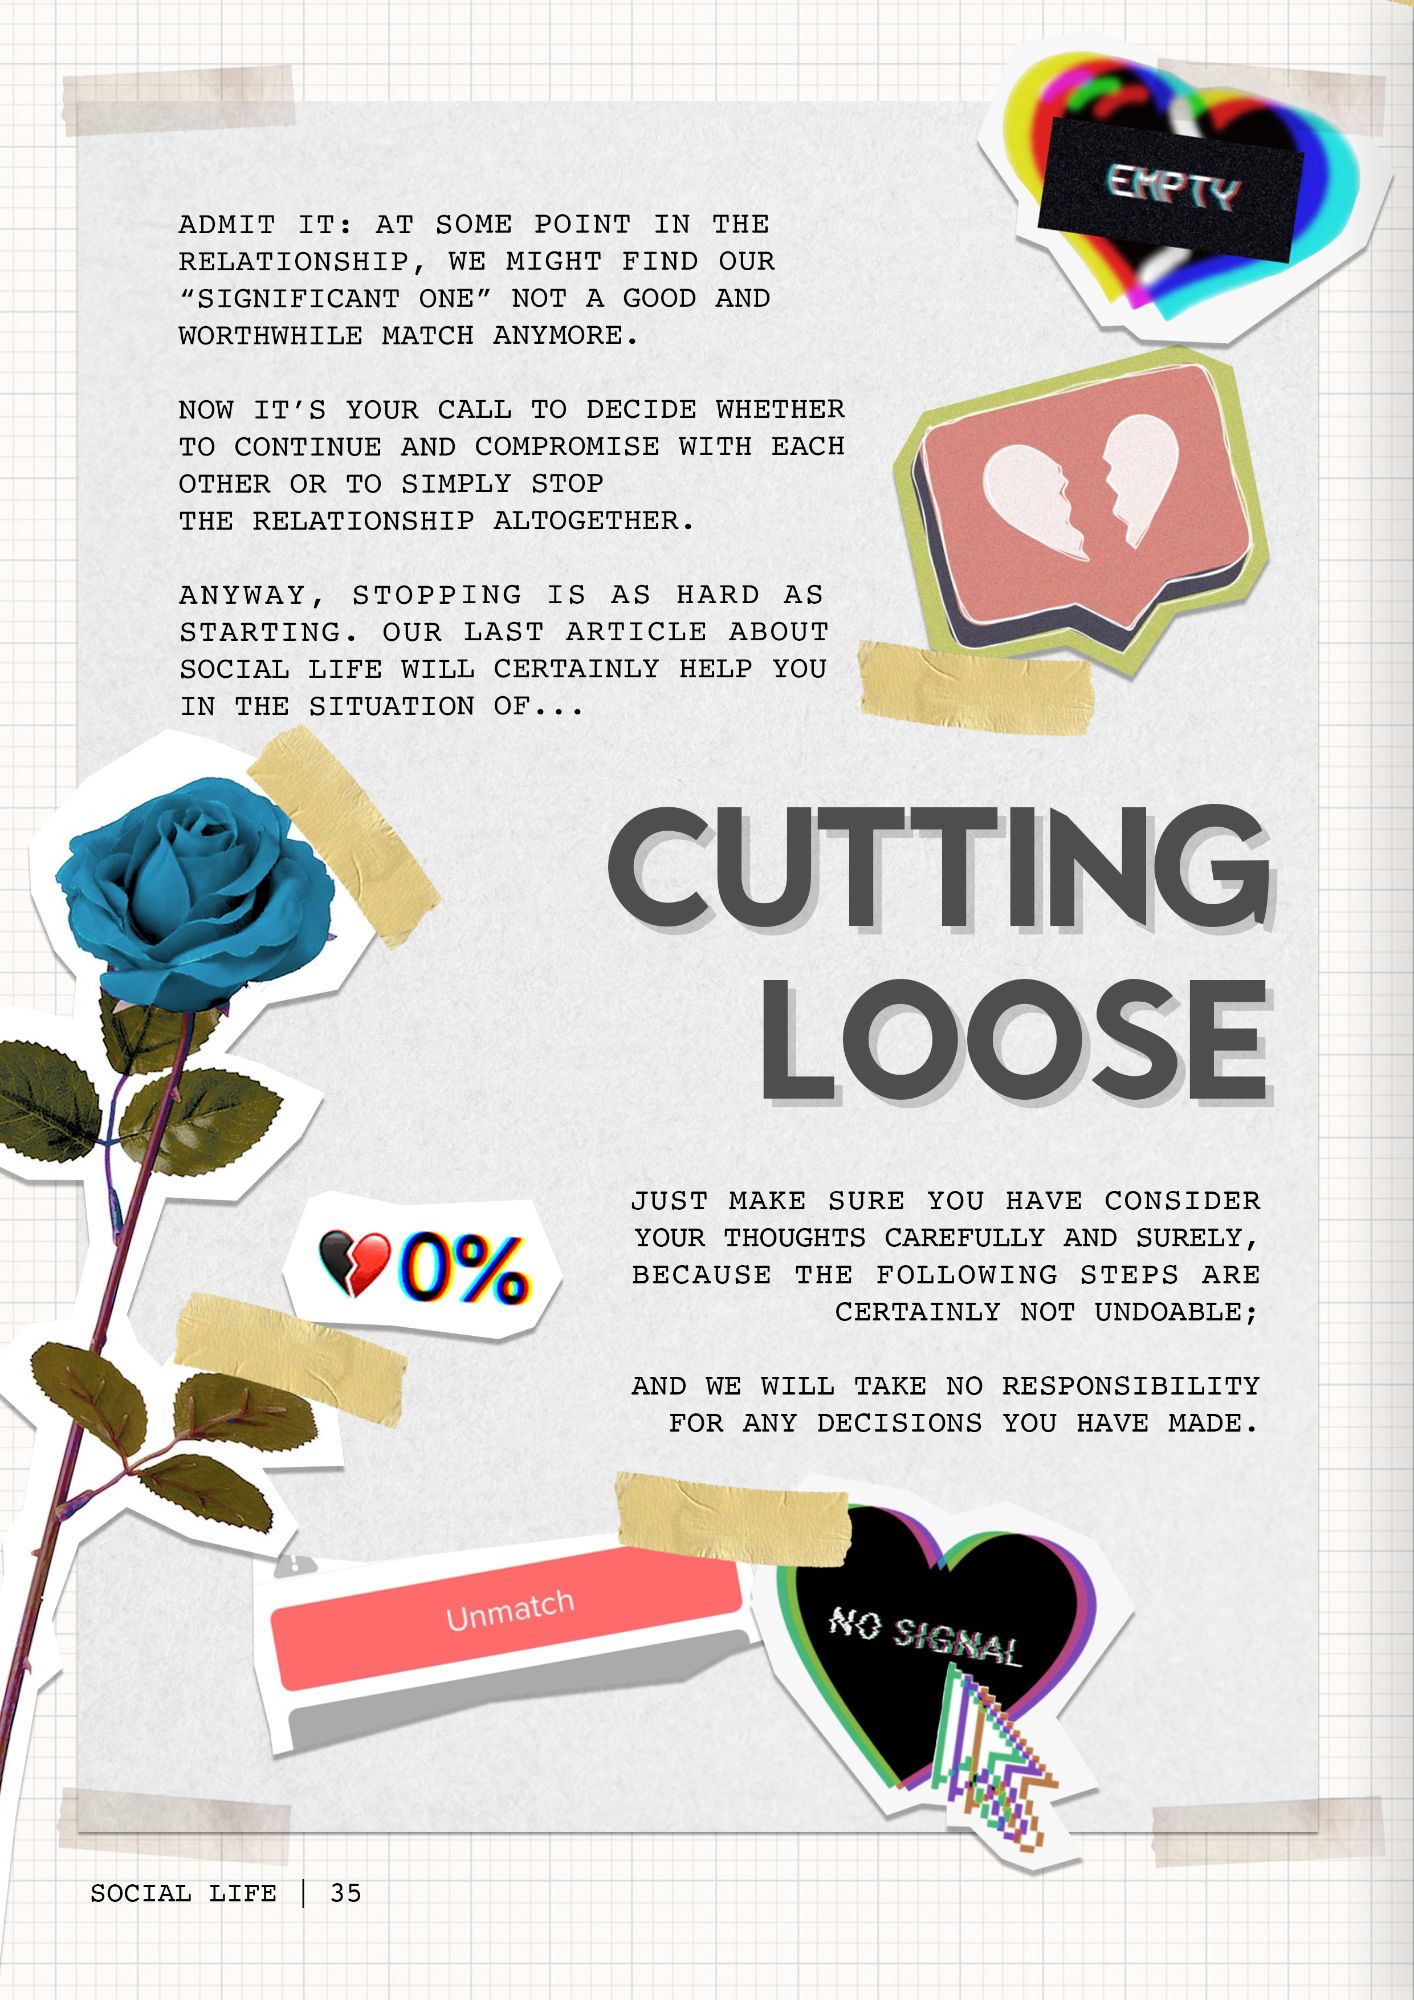 EMPTY
ADMIT IT: AT SOME POINT IN THE
RELATIONSHIP, WE MIGHT FIND OUR
“SIGNIFICANT ONE” NOT A GOOD AND
WORTHWHILE MATCH ANYMORE.
NOW IT’S YOUR CALL TO DECIDE WHETHER
TO CONTINUE AND COMPROMISE WITH EACH
OTHER OR TO SIMPLY STOP
THE RELATIONSHIP ALTOGETHER.
ANYWAY, STOPPING IS AS HARD AS
STARTING. OUR LAST ARTICLE ABOUT
SOCIAL LIFE WILL CERTAINLY HELP YOU
IN THE SITUATION OF...
CUTTING
LOOSE
JUST MAKE SURE YOU HAVE CONSIDER
YOUR THOUGHTS CAREFULLY AND SURELY,
BECAUSE THE FOLLOWING STEPS ARE
CERTAINLY NOT UNDOABLE;
💔0%
AND WE WILL TAKE NO RESPONSIBILITY
FOR ANY DECISIONS YOU HAVE MADE.
Unmatch
NO SIGNAL
SOCIAL LIFE | 35